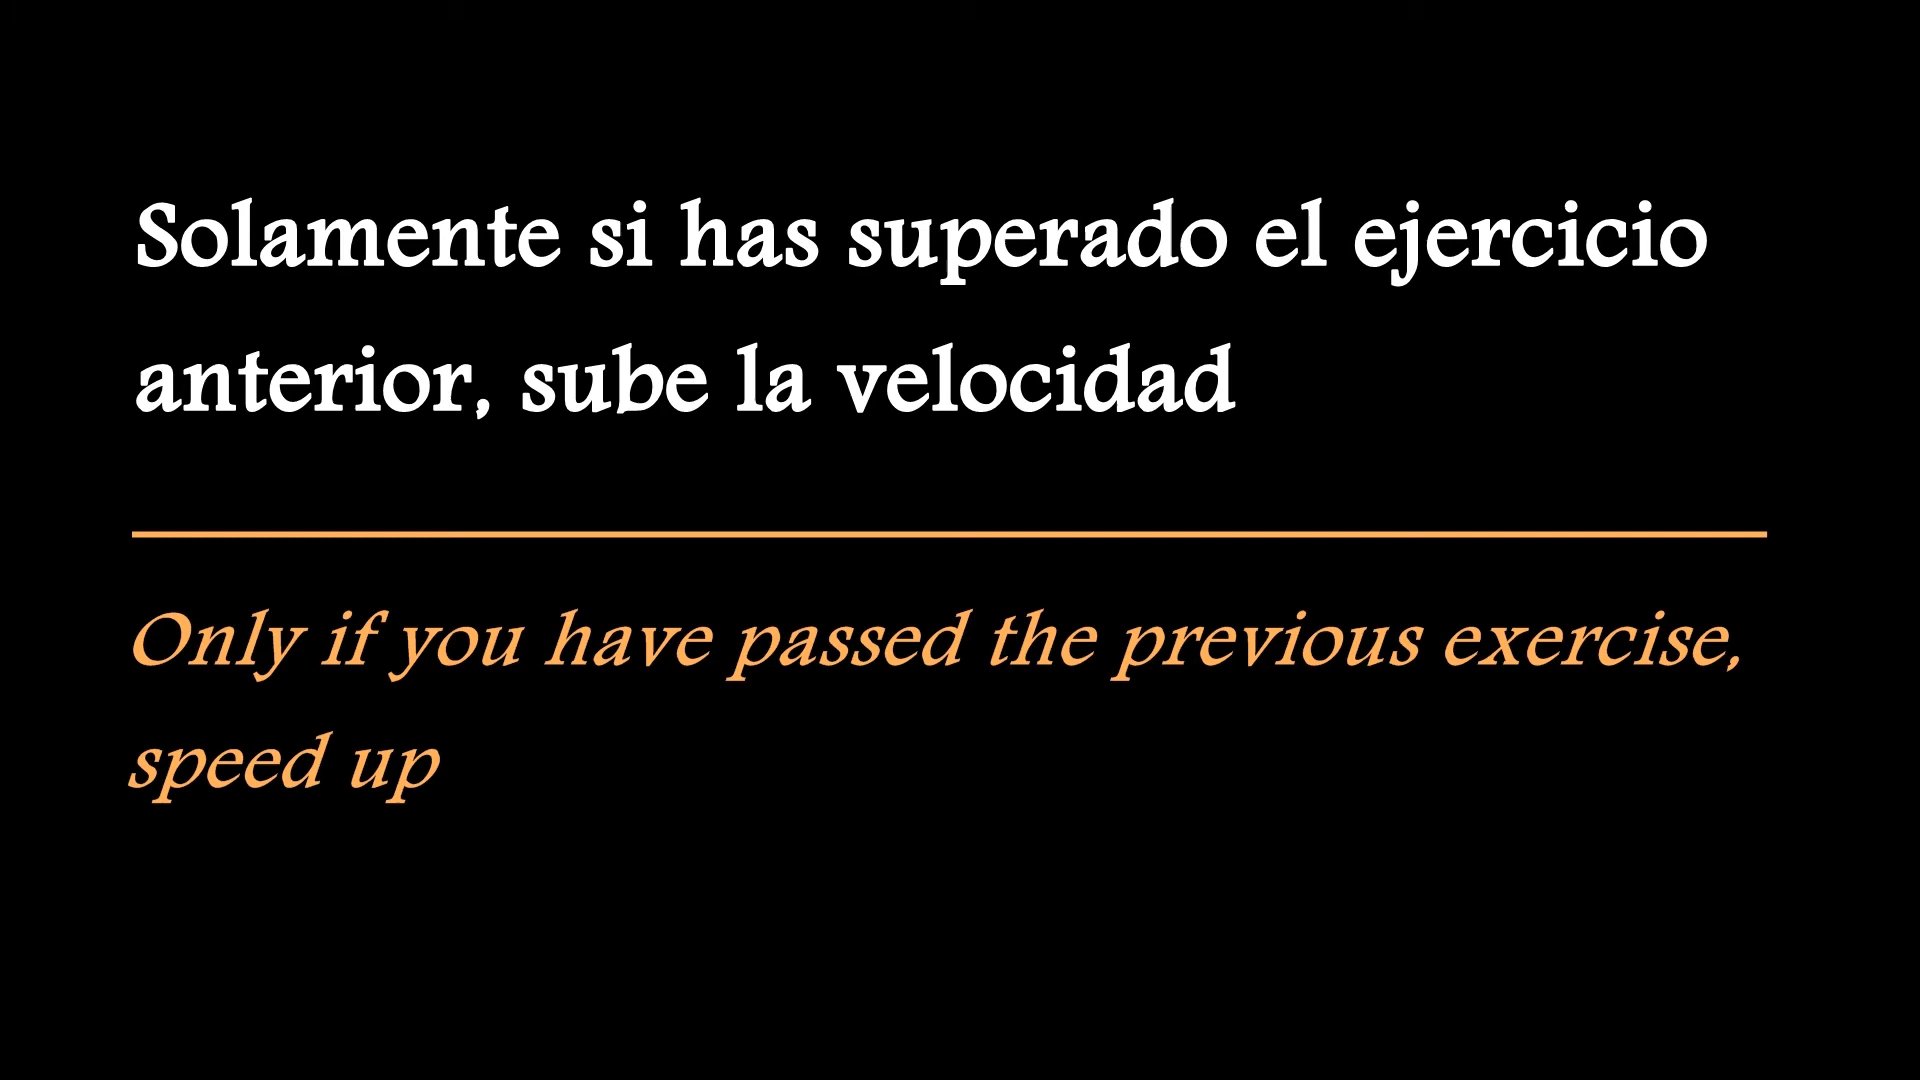 Solamente si has superado el ejercicio
anterior, sube la velocidad
Only if you have passed the previous exercise,
speed up